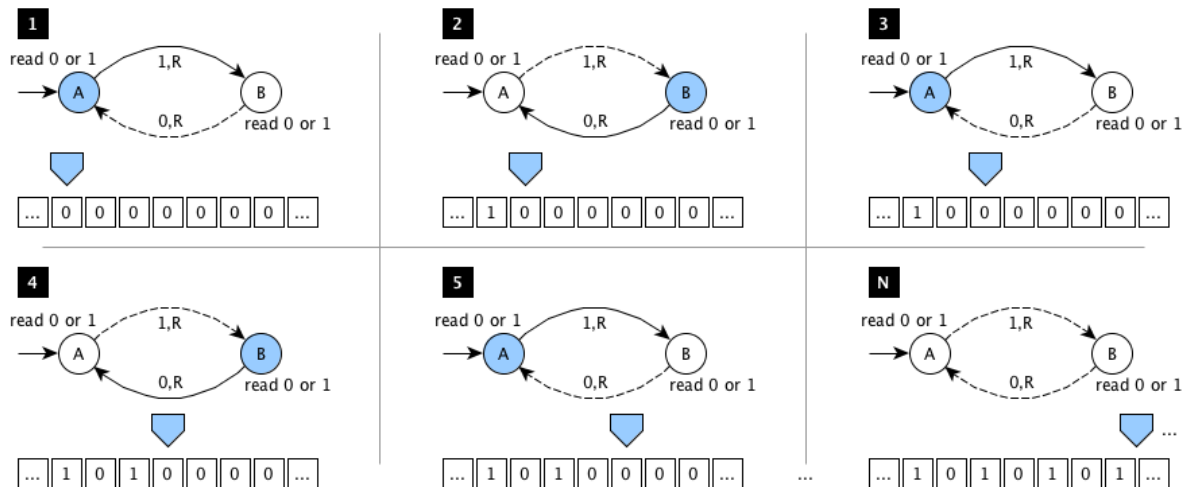 1
read 0 or 1
1,R
A
B
0,R
read 0 or 1
... 0 0 0 0 0 0 0 ...
2
read 0 or 1
1,R
A
B
0,R
read 0 or 1
... 1 0 0 0 0 0 0 ...
3
read 0 or 1
1,R
A
B
0,R
read 0 or 1
... 1 0 0 0 0 0 0 ...
4
read 0 or 1
1,R
A
B
0,R
read 0 or 1
... 1 0 1 0 0 0 0 ...
5
read 0 or 1
1,R
A
B
0,R
read 0 or 1
... 1 0 1 0 0 0 0 ...
...
N
read 0 or 1
1,R
A
B
0,R
read 0 or 1
...
... 1 0 1 0 1 0 1 ...